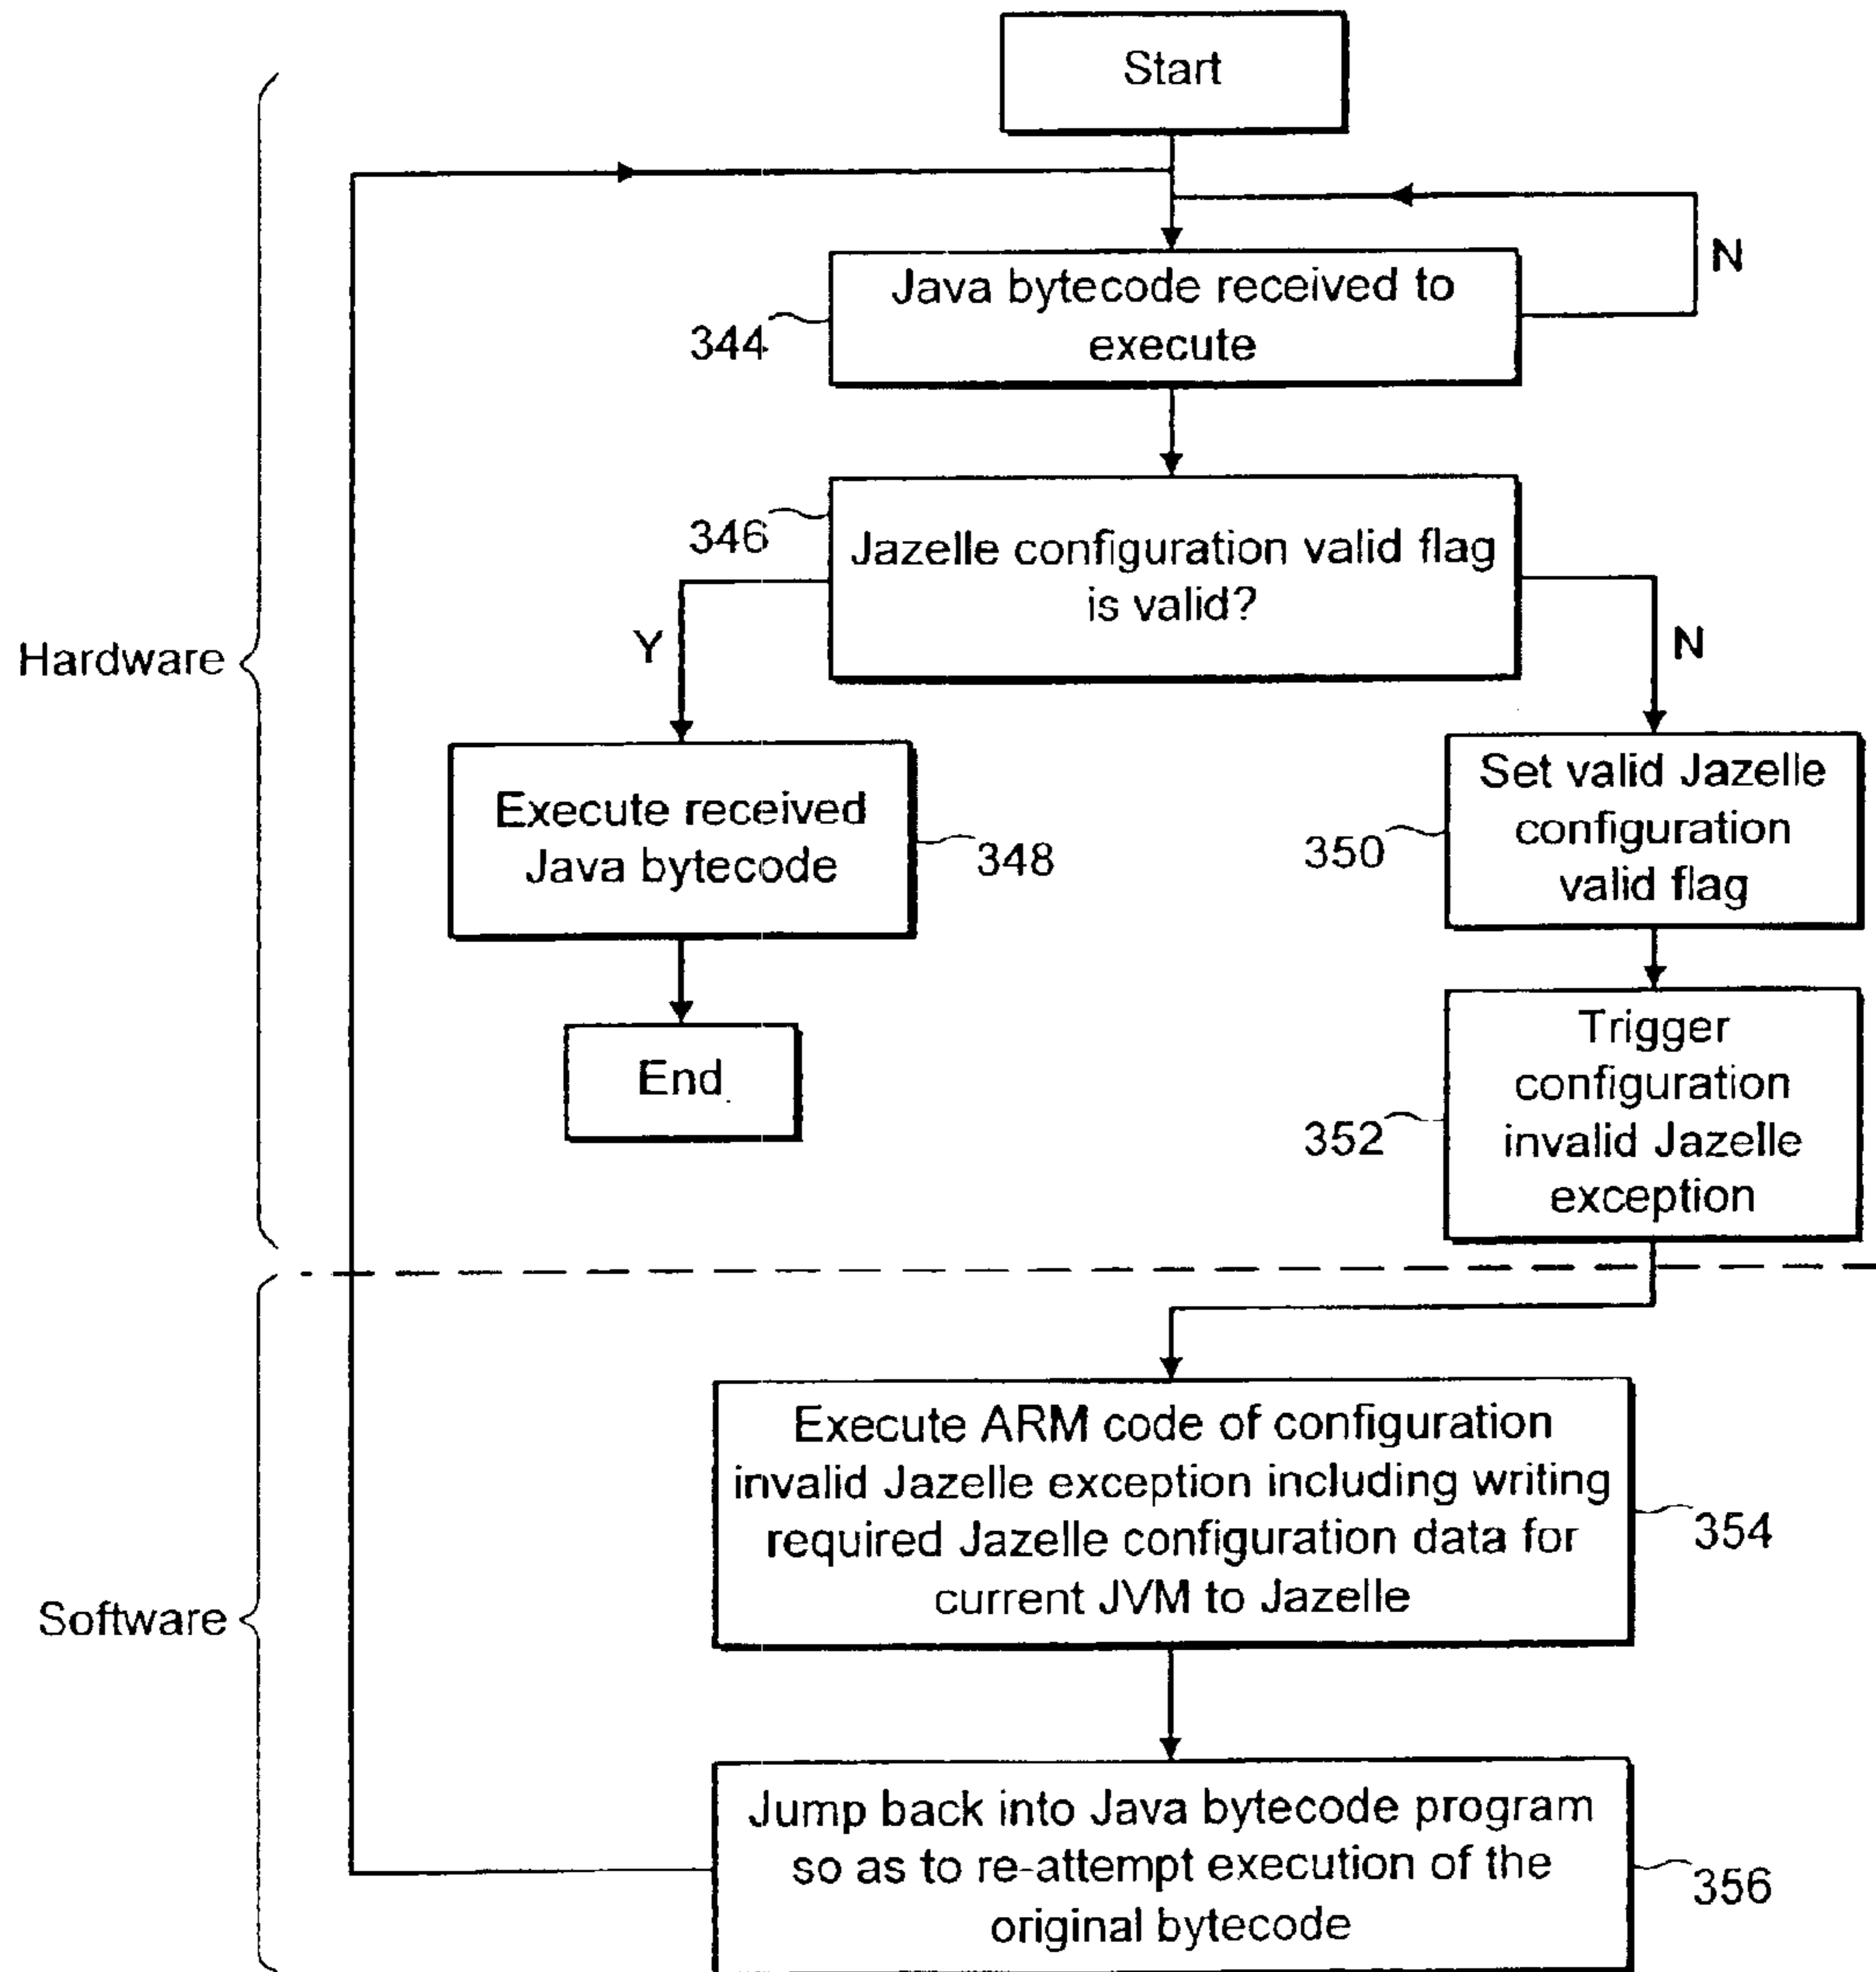 Start
N
Java bytecode received to
execute
344
346
Jazelle configuration valid flag
is valid?
Y
N
Hardware
Execute received
Java bytecode
348
Set valid Jazelle
configuration
valid flag
350
End
Trigger
configuration
invalid Jazelle
exception
352
Execute ARM code of configuration
invalid Jazelle exception including writing
required Jazelle configuration data for
current JVM to Jazelle
354
Software
Jump back into Java bytecode program
so as to re-attempt execution of the
original bytecode
356